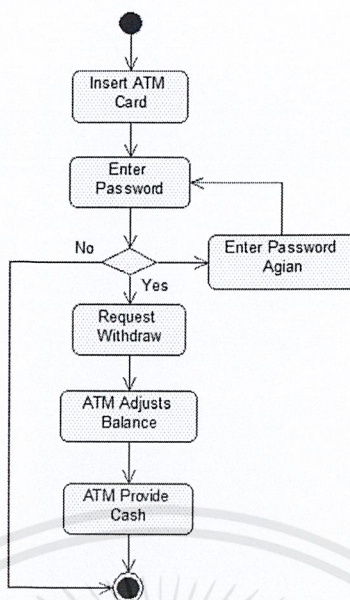 Insert ATM
Card
Enter
Password
No
Enter Password
Agian
Yes
Request
Withdraw
ATM Adjusts
Balance
ATM Provide
Cash